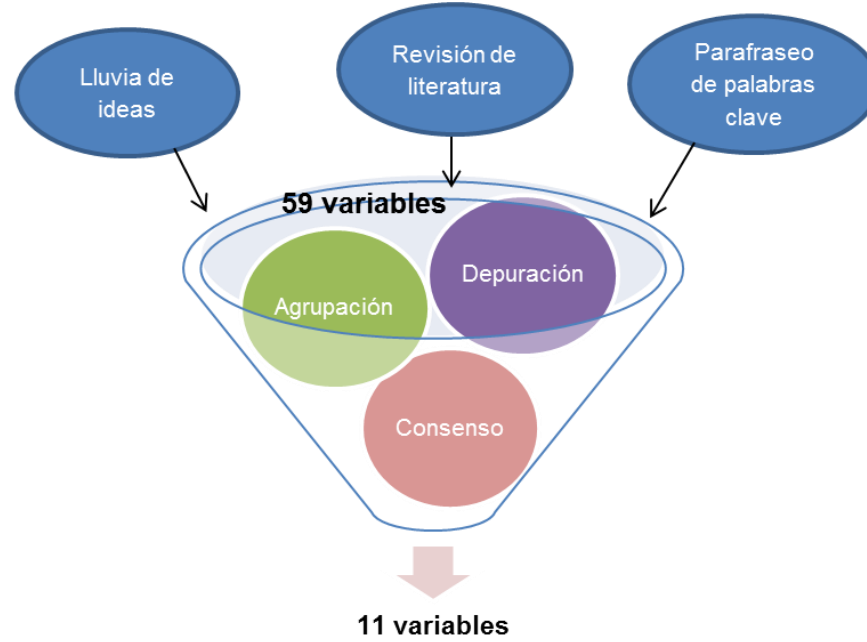 Lluvia de
ideas
Revisión de
literatura
Parafraseo
de palabras
clave
59 variables
Agrupación
Depuración
Consenso
11 variables